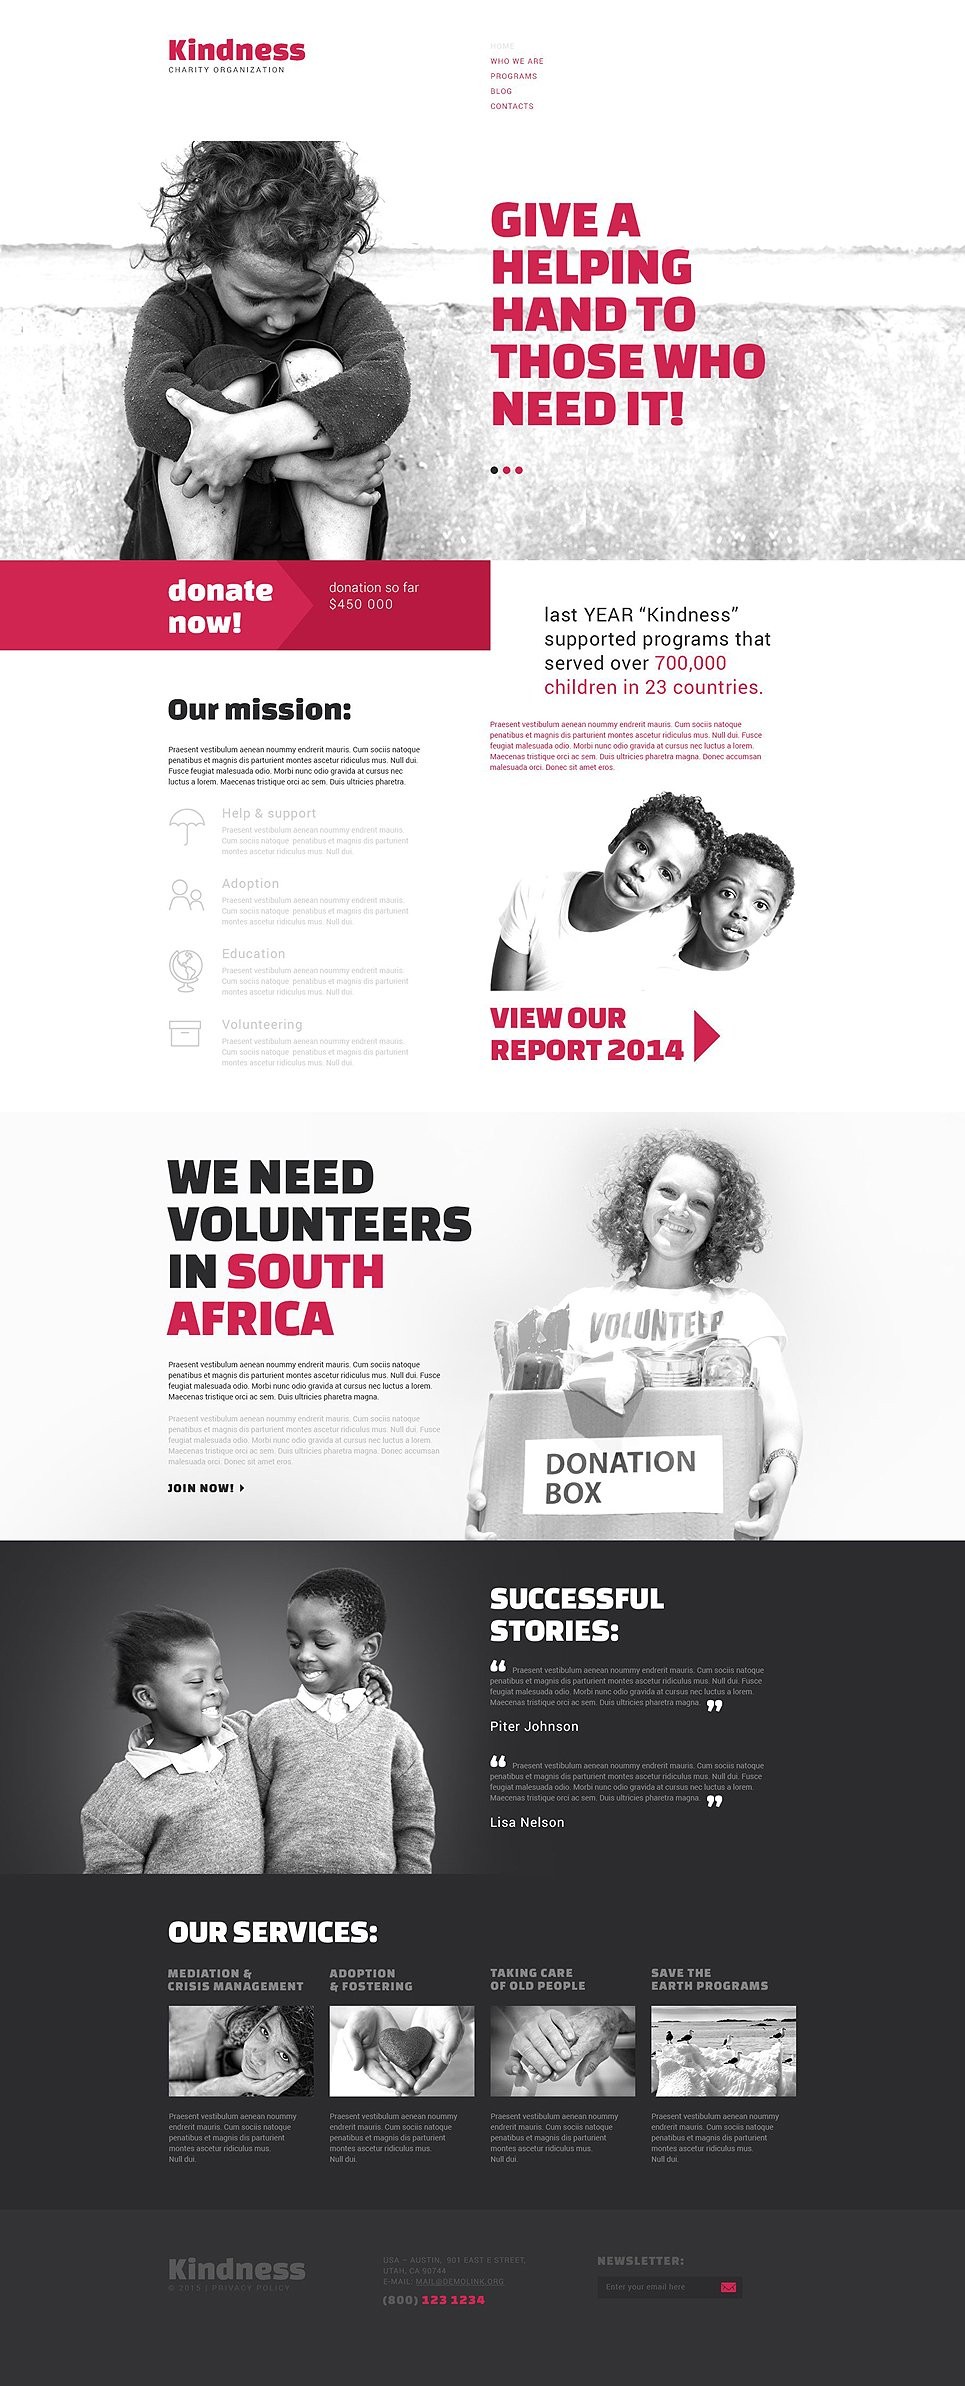 Kindness
CHARITY ORGANIZATION
HOME
WHO WE ARE
PROGRAMS
BLOG
CONTACTS
GIVE A
HELPING
HAND TO
THOSE WHO
NEED IT!
donate
now!
donation so far
$450 000
last YEAR “Kindness”
supported programs that
served over 700,000
children in 23 countries.
Praesent vestibulum aenean noummy endrerit mauris. Cum sociis natoque
penatibus et magnis dis parturient montes ascetur ridiculus mus. Null dui. Fusce
feugiat malesuada odio. Morbi nunc odio gravida at cursus nec luctus a lorem.
Maecenas tristique orci ac sem. Duis ultricies pharetra magna. Donec accumsan
malesuada orci. Donec sit amet eros.
Our mission:
Praesent vestibulum aenean noummy endrerit mauris. Cum sociis natoque
penatibus et magnis dis parturient montes ascetur ridiculus mus. Null dui.
Fusce feugiat malesuada odio. Morbi nunc odio gravida at cursus nec
luctus a lorem. Maecenas tristique orci ac sem. Duis ultricies pharetra.
Help & support
Praesent vestibulum aenean noummy endrerit mauris.
Cum sociis natoque penatibus et magnis dis parturient
montes ascetur ridiculus mus. Null dui.
Adoption
Praesent vestibulum aenean noummy endrerit mauris.
Cum sociis natoque penatibus et magnis dis parturient
montes ascetur ridiculus mus. Null dui.
Education
Praesent vestibulum aenean noummy endrerit mauris.
Cum sociis natoque penatibus et magnis dis parturient
montes ascetur ridiculus mus. Null dui.
Volunteering
Praesent vestibulum aenean noummy endrerit mauris.
Cum sociis natoque penatibus et magnis dis parturient
montes ascetur ridiculus mus. Null dui.
VIEW OUR
REPORT 2014
WE NEED
VOLUNTEERS
IN SOUTH
AFRICA
Praesent vestibulum aenean noummy endrerit mauris. Cum sociis natoque
penatibus et magnis dis parturient montes ascetur ridiculus mus. Null dui. Fusce
feugiat malesuada odio. Morbi nunc odio gravida at cursus nec luctus a lorem.
Maecenas tristique orci ac sem. Duis ultricies pharetra magna.
Praesent vestibulum aenean noummy endrerit mauris. Cum sociis natoque
penatibus et magnis dis parturient montes ascetur ridiculus mus. Null dui. Fusce
feugiat malesuada odio. Morbi nunc odio gravida at cursus nec luctus a lorem.
Maecenas tristique orci ac sem. Duis ultricies pharetra magna. Donec accumsan
malesuada orci. Donec sit amet eros.
JOIN NOW!
VOLUNTEER
DONATION
BOX
SUCCESSFUL
STORIES:
“ Praesent vestibulum aenean noummy endrerit mauris. Cum sociis natoque
penatibus et magnis dis parturient montes ascetur ridiculus mus. Null dui. Fusce
feugiat malesuada odio. Morbi nunc odio gravida at cursus nec luctus a lorem.
Maecenas tristique orci ac sem. Duis ultricies pharetra magna. ”
Piter Johnson
“ Praesent vestibulum aenean noummy endrerit mauris. Cum sociis natoque
penatibus et magnis dis parturient montes ascetur ridiculus mus. Null dui. Fusce
feugiat malesuada odio. Morbi nunc odio gravida at cursus nec luctus a lorem.
Maecenas tristique orci ac sem. Duis ultricies pharetra magna. ”
Lisa Nelson
OUR SERVICES:
MEDIATION &
CRISIS MANAGEMENT
Praesent vestibulum aenean noummy
endrerit mauris. Cum sociis natoque
penatibus et magnis dis parturient
montes ascetur ridiculus mus.
Null dui.
ADOPTION
& FOSTERING
Praesent vestibulum aenean noummy
endrerit mauris. Cum sociis natoque
penatibus et magnis dis parturient
montes ascetur ridiculus mus.
Null dui.
TAKING CARE
OF OLD PEOPLE
Praesent vestibulum aenean noummy
endrerit mauris. Cum sociis natoque
penatibus et magnis dis parturient
montes ascetur ridiculus mus.
Null dui.
SAVE THE
EARTH PROGRAMS
Praesent vestibulum aenean noummy
endrerit mauris. Cum sociis natoque
penatibus et magnis dis parturient
montes ascetur ridiculus mus.
Null dui.
Kindness
© 2015 | PRIVACY POLICY
USA – AUSTIN, 901 EAST E STREET,
UTAH, CA 90744
E-MAIL: MAIL@DEMOLINK.ORG
(800) 123 1234
NEWSLETTER:
Enter your email here